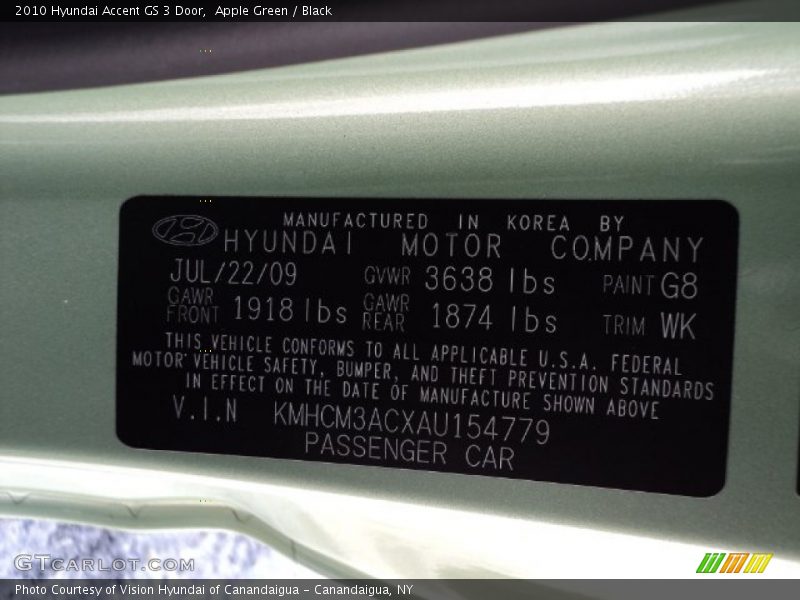 2010 Hyundai Accent GS 3 Door,  Apple Green / Black
MANUFACTURED IN KOREA BY
HYUNDAI MOTOR COMPANY
JUL/22/09 GVWR 3638 lbs PAINT G8
GAWR FRONT 1918 lbs GAWR REAR 1874 lbs TRIM WK
THIS VEHICLE CONFORMS TO ALL APPLICABLE U.S.A. FEDERAL
MOTOR VEHICLE SAFETY, BUMPER, AND THEFT PREVENTION STANDARDS
IN EFFECT ON THE DATE OF MANUFACTURE SHOWN ABOVE
V.I.N KMHCM3ACXAU154779
PASSENGER CAR
GTCARLOT.COM
Photo Courtesy of Vision Hyundai of Canandaigua - Canandaigua, NY